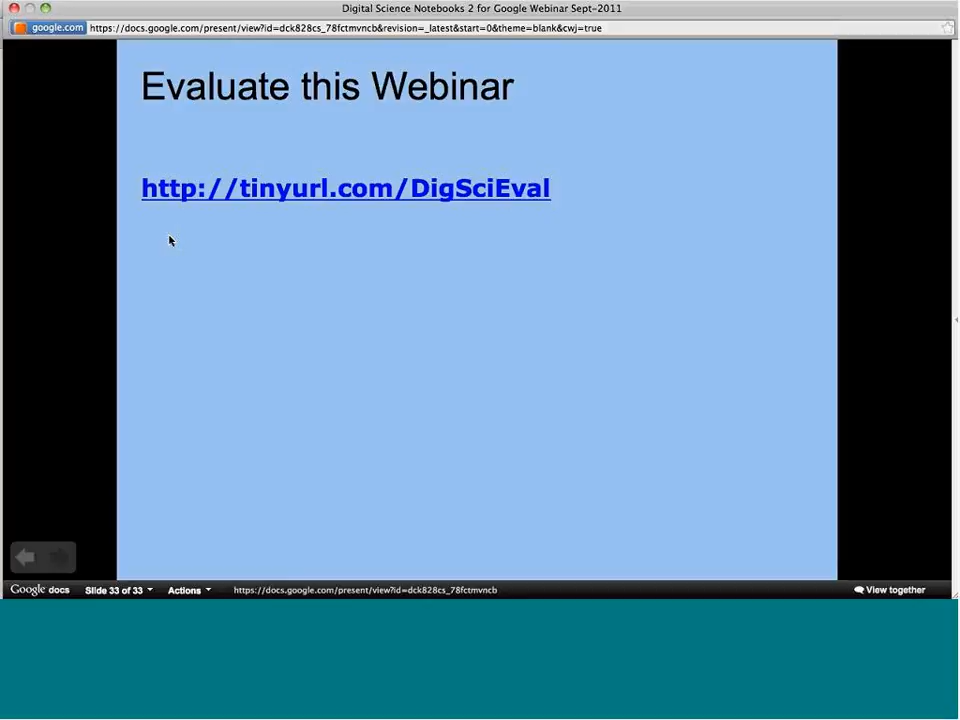 Digital Science Notebooks 2 for Google Webinar Sept-2011
google.com https://docs.google.com/present/view?id=dck828cs_78fctmvncb&revision=_latest&start=0&theme=blank&cwj=true
Evaluate this Webinar
http://tinyurl.com/DigSciEval
Google docs Slide 33 of 33 Actions https://docs.google.com/present/view?id=dck828cs_78fctmvncb View together